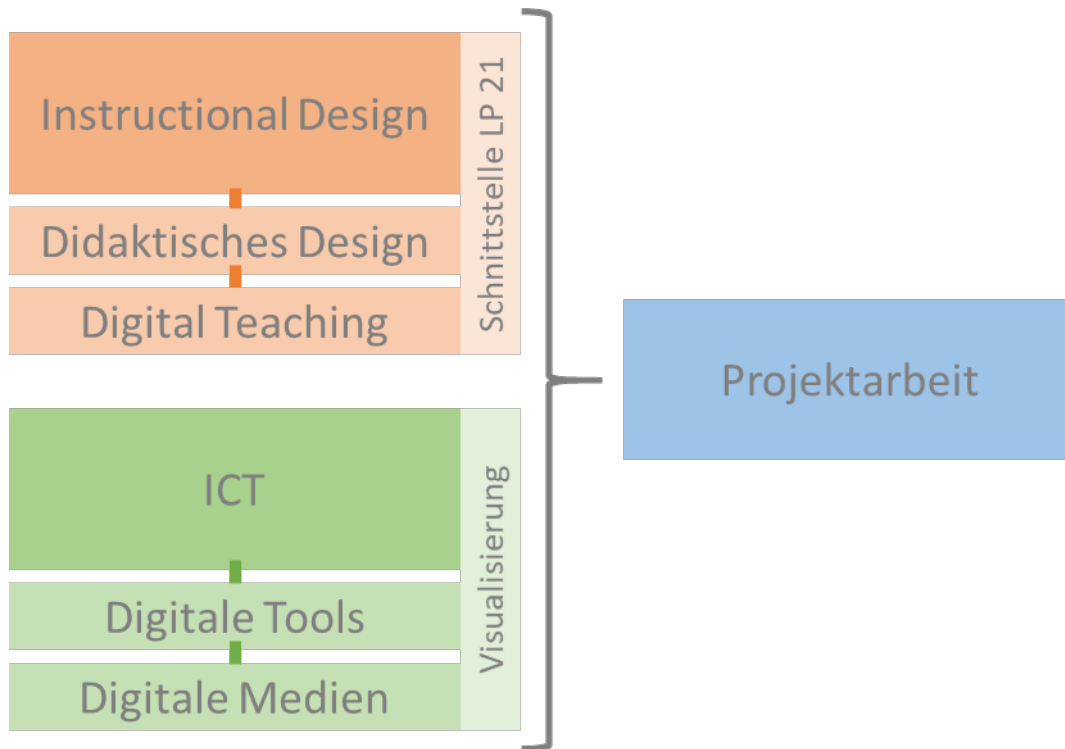 Instructional Design
Didaktisches Design
Digital Teaching
Schnittstelle LP 21
ICT
Digitale Tools
Digitale Medien
Visualisierung
Projektarbeit